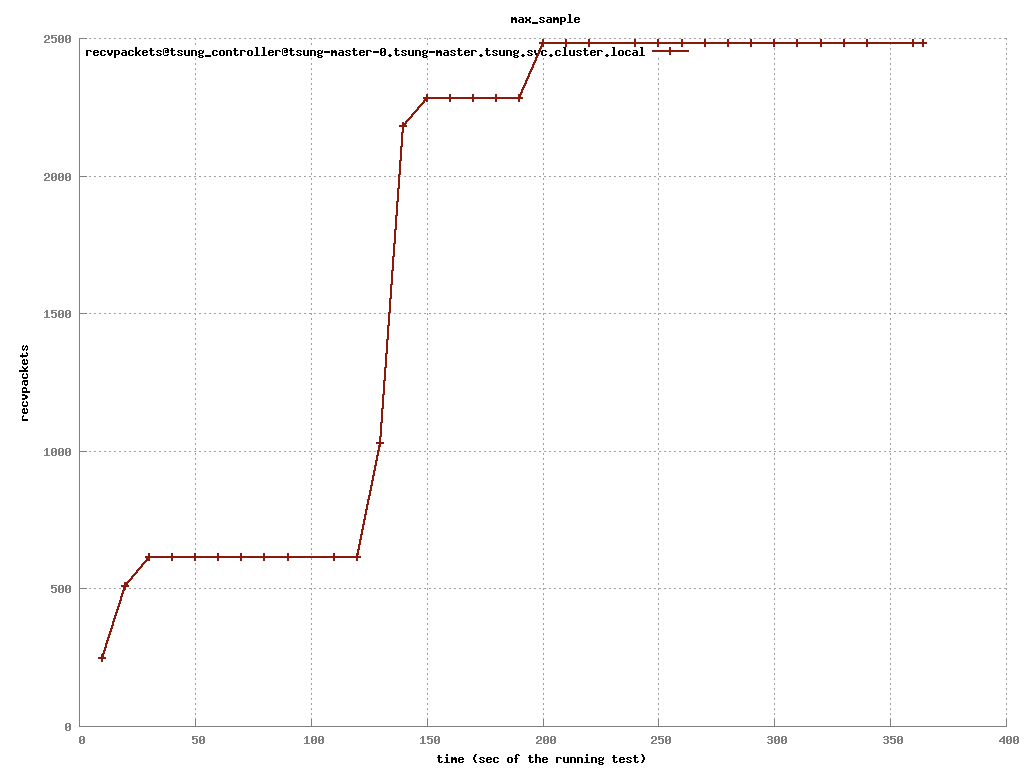 max_sample
2500
recvpackets@tsung_controller@tsung-master-0.tsung-master.tsung.svc.cluster.local
2000
1500
recvpackets
1000
500
0
0 50 100 150 200 250 300 350 400
time (sec of the running test)